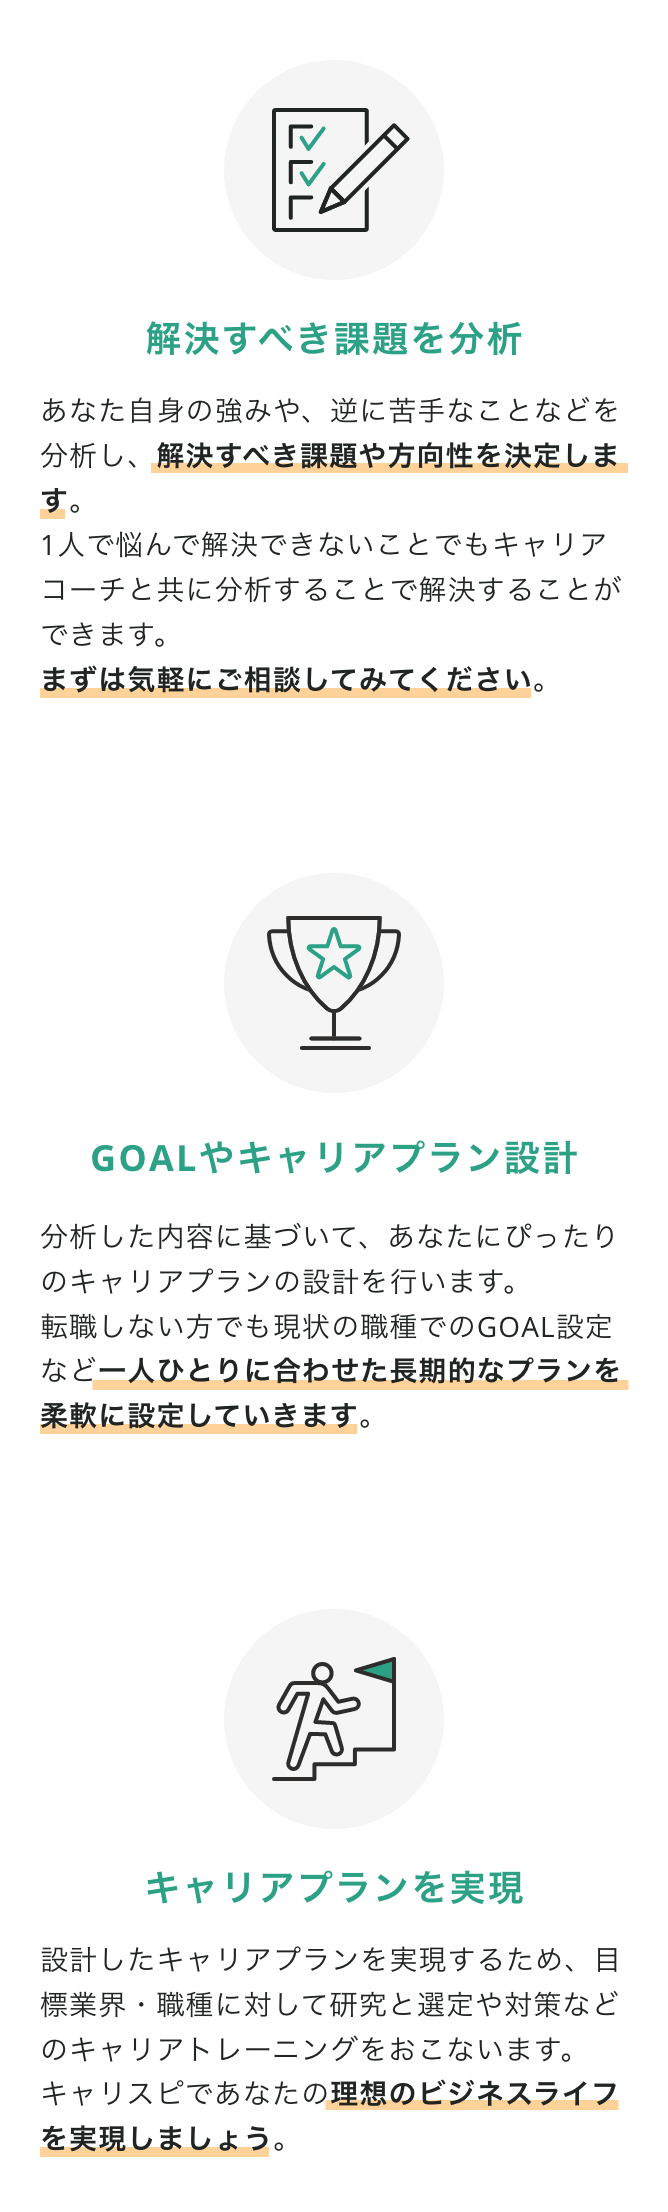 解決すべき課題を分析
あなた自身の強みや、逆に苦手なことなどを
分析し、解決すべき課題や方向性を決定しま
す。
1人で悩んで解決できないことでもキャリア
コーチと共に分析することで解決することが
できます。
まずは気軽にご相談してみてください。
GOALやキャリアプラン設計
分析した内容に基づいて、あなたにぴったり
のキャリアプランの設計を行います。
転職しない方でも現状の職種でのGOAL設定
など一人ひとりに合わせた長期的なプランを
柔軟に設定していきます。
キャリアプランを実現
設計したキャリアプランを実現するため、目
標業界・職種に対して研究と選定や対策など
のキャリアトレーニングをおこないます。
キャリスピであなたの理想のビジネスライフ
を実現しましょう。